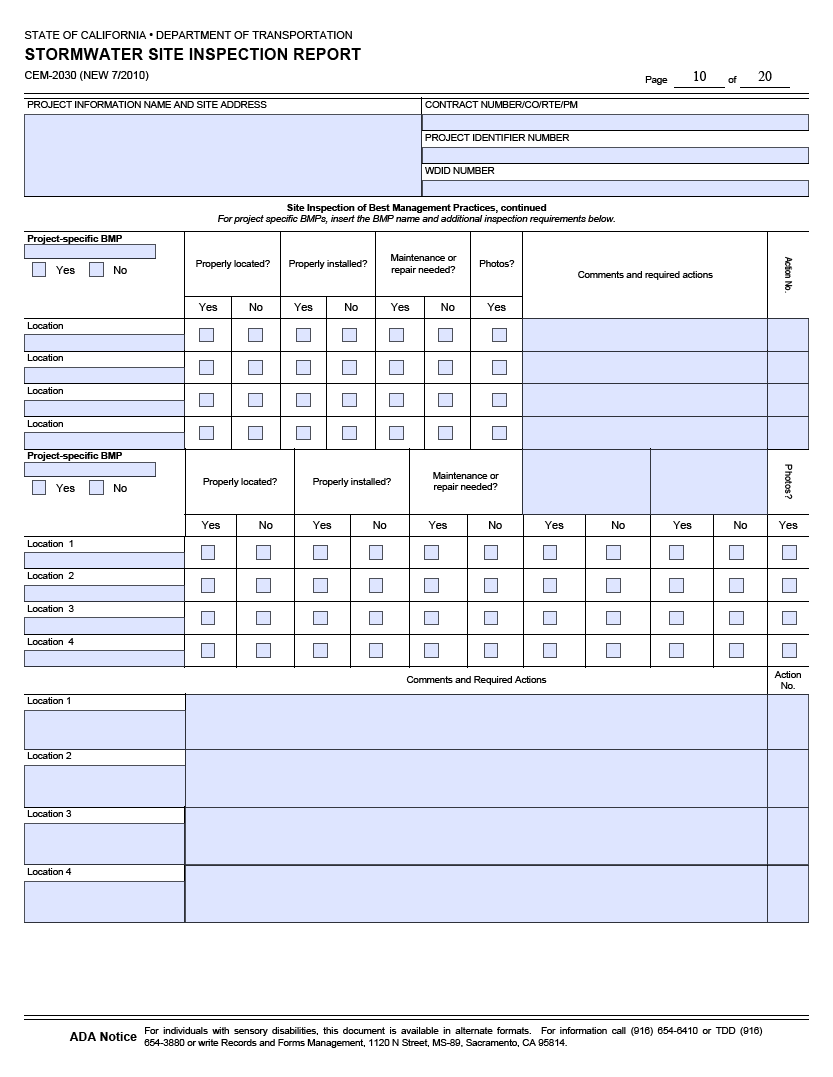 STATE OF CALIFORNIA • DEPARTMENT OF TRANSPORTATION
STORMWATER SITE INSPECTION REPORT
CEM-2030 (NEW 7/2010)
Page 10 of 20
PROJECT INFORMATION NAME AND SITE ADDRESS
CONTRACT NUMBER/CO/RTE/PM
PROJECT IDENTIFIER NUMBER
WDID NUMBER
Site Inspection of Best Management Practices, continued
For project specific BMPs, insert the BMP name and additional inspection requirements below.
Project-specific BMP
Yes No
Properly located? Properly installed? Maintenance or repair needed? Photos? Comments and required actions Action No.
Yes No Yes No Yes No Yes
Location
Location
Location
Location
Project-specific BMP
Yes No
Properly located? Properly installed? Maintenance or repair needed? Photos?
Yes No Yes No Yes No Yes No Yes No Yes
Location 1
Location 2
Location 3
Location 4
Comments and Required Actions Action No.
Location 1
Location 2
Location 3
Location 4
ADA Notice
For individuals with sensory disabilities, this document is available in alternate formats. For information call (916) 654-6410 or TDD (916)
654-3880 or write Records and Forms Management, 1120 N Street, MS-89, Sacramento, CA 95814.